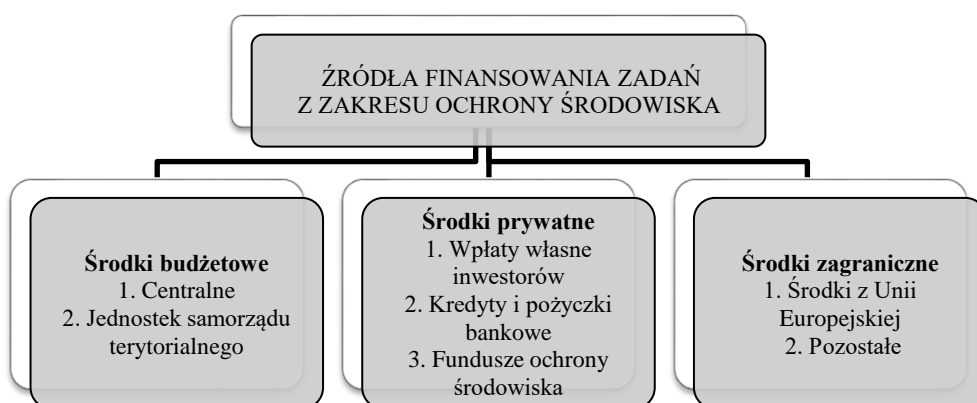 ŹRÓDŁA FINANSOWANIA ZADAŃ
Z ZAKRESU OCHRONY ŚRODOWISKA
Środki budżetowe
1. Centralne
2. Jednostek samorządu
terytorialnego
Środki prywatne
1. Wpłaty własne
inwestorów
2. Kredyty i pożyczki
bankowe
3. Fundusze ochrony
środowiska
Środki zagraniczne
1. Środki z Unii
Europejskiej
2. Pozostałe